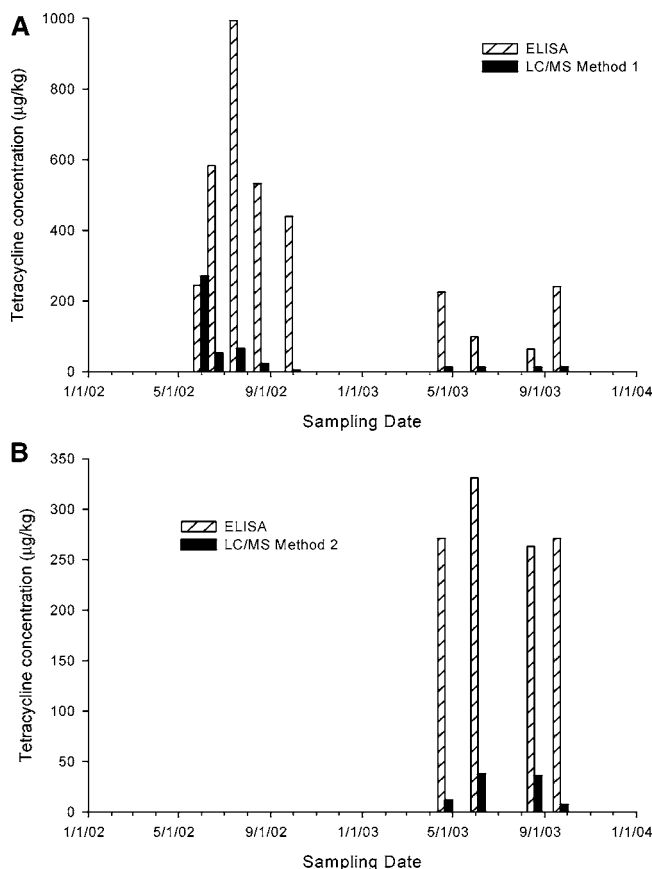 A
1000
800
600
400
200
0
Tetracycline concentration (µg/kg)
ELISA
LC/MS Method 1
1/1/02 5/1/02 9/1/02 1/1/03 5/1/03 9/1/03 1/1/04
Sampling Date
B
350
300
250
200
150
100
50
0
Tetracycline concentration (µg/kg)
ELISA
LC/MS Method 2
1/1/02 5/1/02 9/1/02 1/1/03 5/1/03 9/1/03 1/1/04
Sampling Date